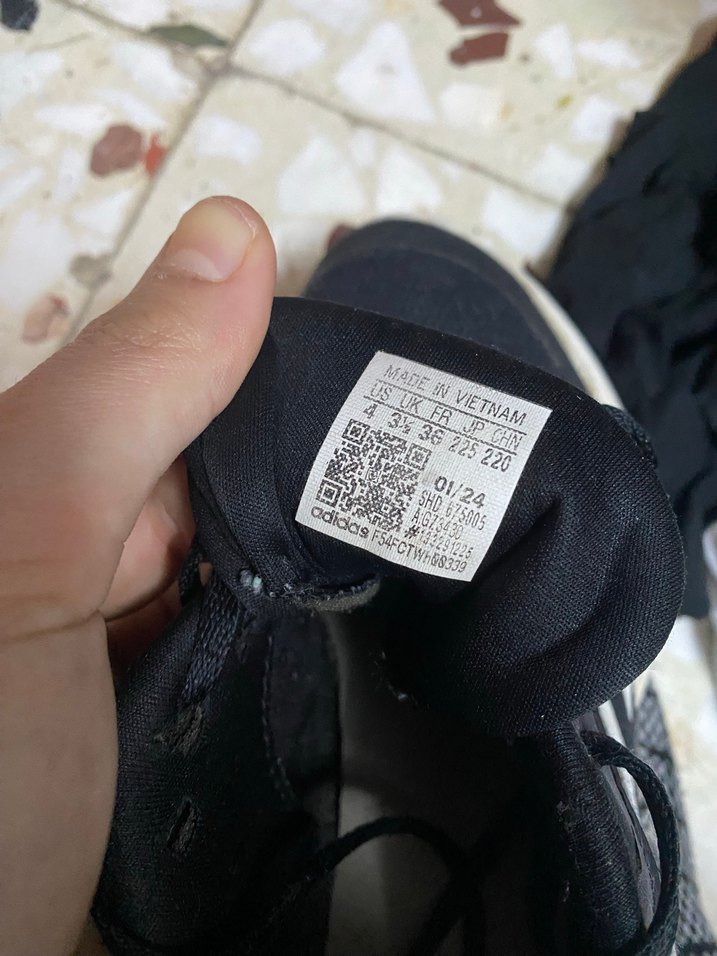 MADE IN VIETNAM
US UK FR JP CHN
4 3½ 36 225 220
01/24
SHD 675005
adidas